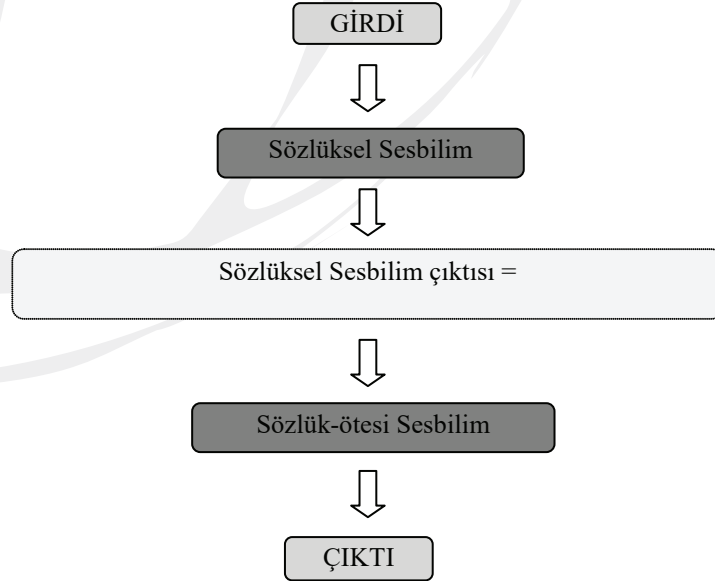 GİRDİ
Sözlüksel Sesbilim
Sözlüksel Sesbilim çıktısı =
Sözlük-ötesi Sesbilim
ÇIKTI